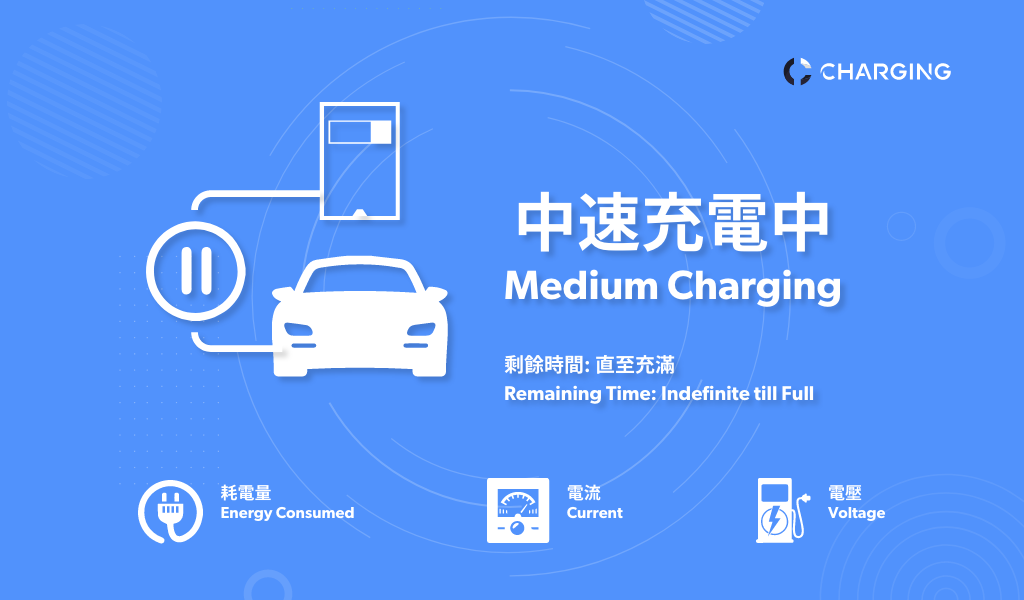 CHARGING
中速充電中
Medium Charging
剩餘時間: 直至充滿
Remaining Time: Indefinite till Full
耗電量
Energy Consumed
電流
Current
電壓
Voltage